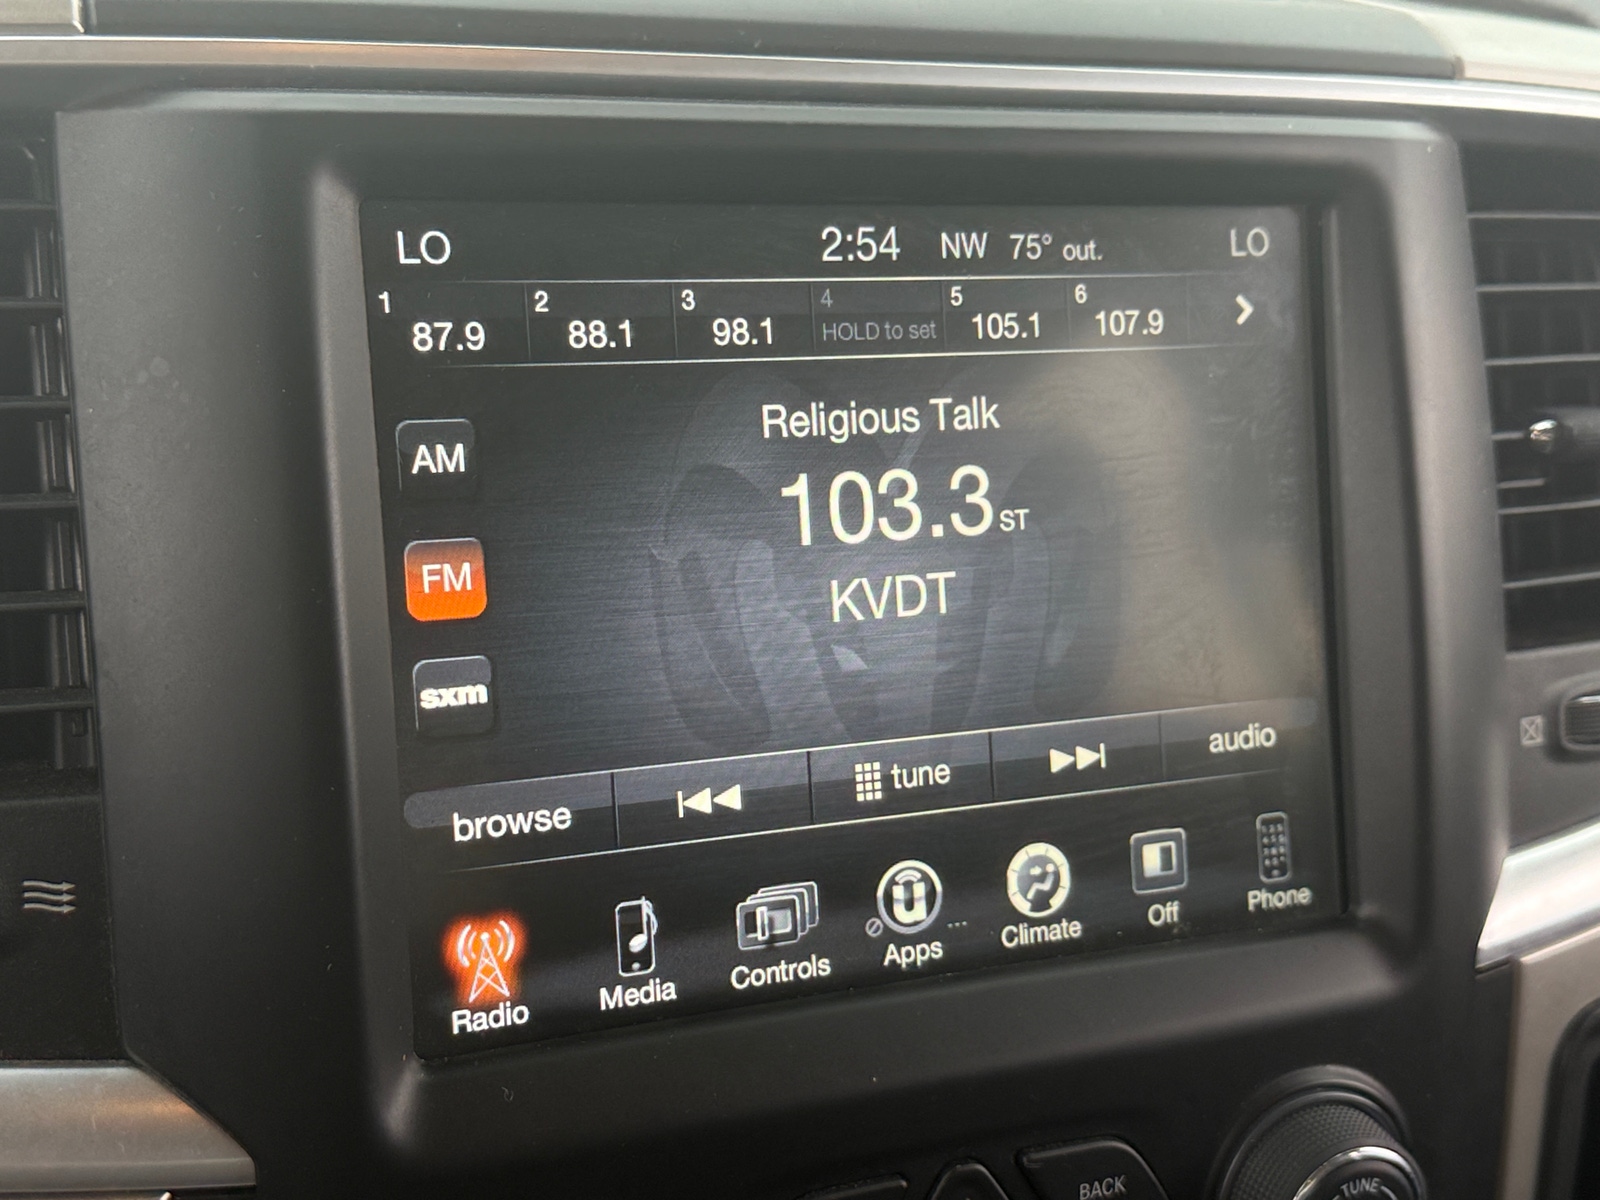 LO 2:54 NW 75° out. LO
1 2 3 4 5 6
87.9 88.1 98.1 HOLD to set 105.1 107.9
Religious Talk
AM
103.3 ST
FM
KVDT
sxm
browse tune audio
Radio Media Controls Apps Climate Off Phone
BACK
TUNE